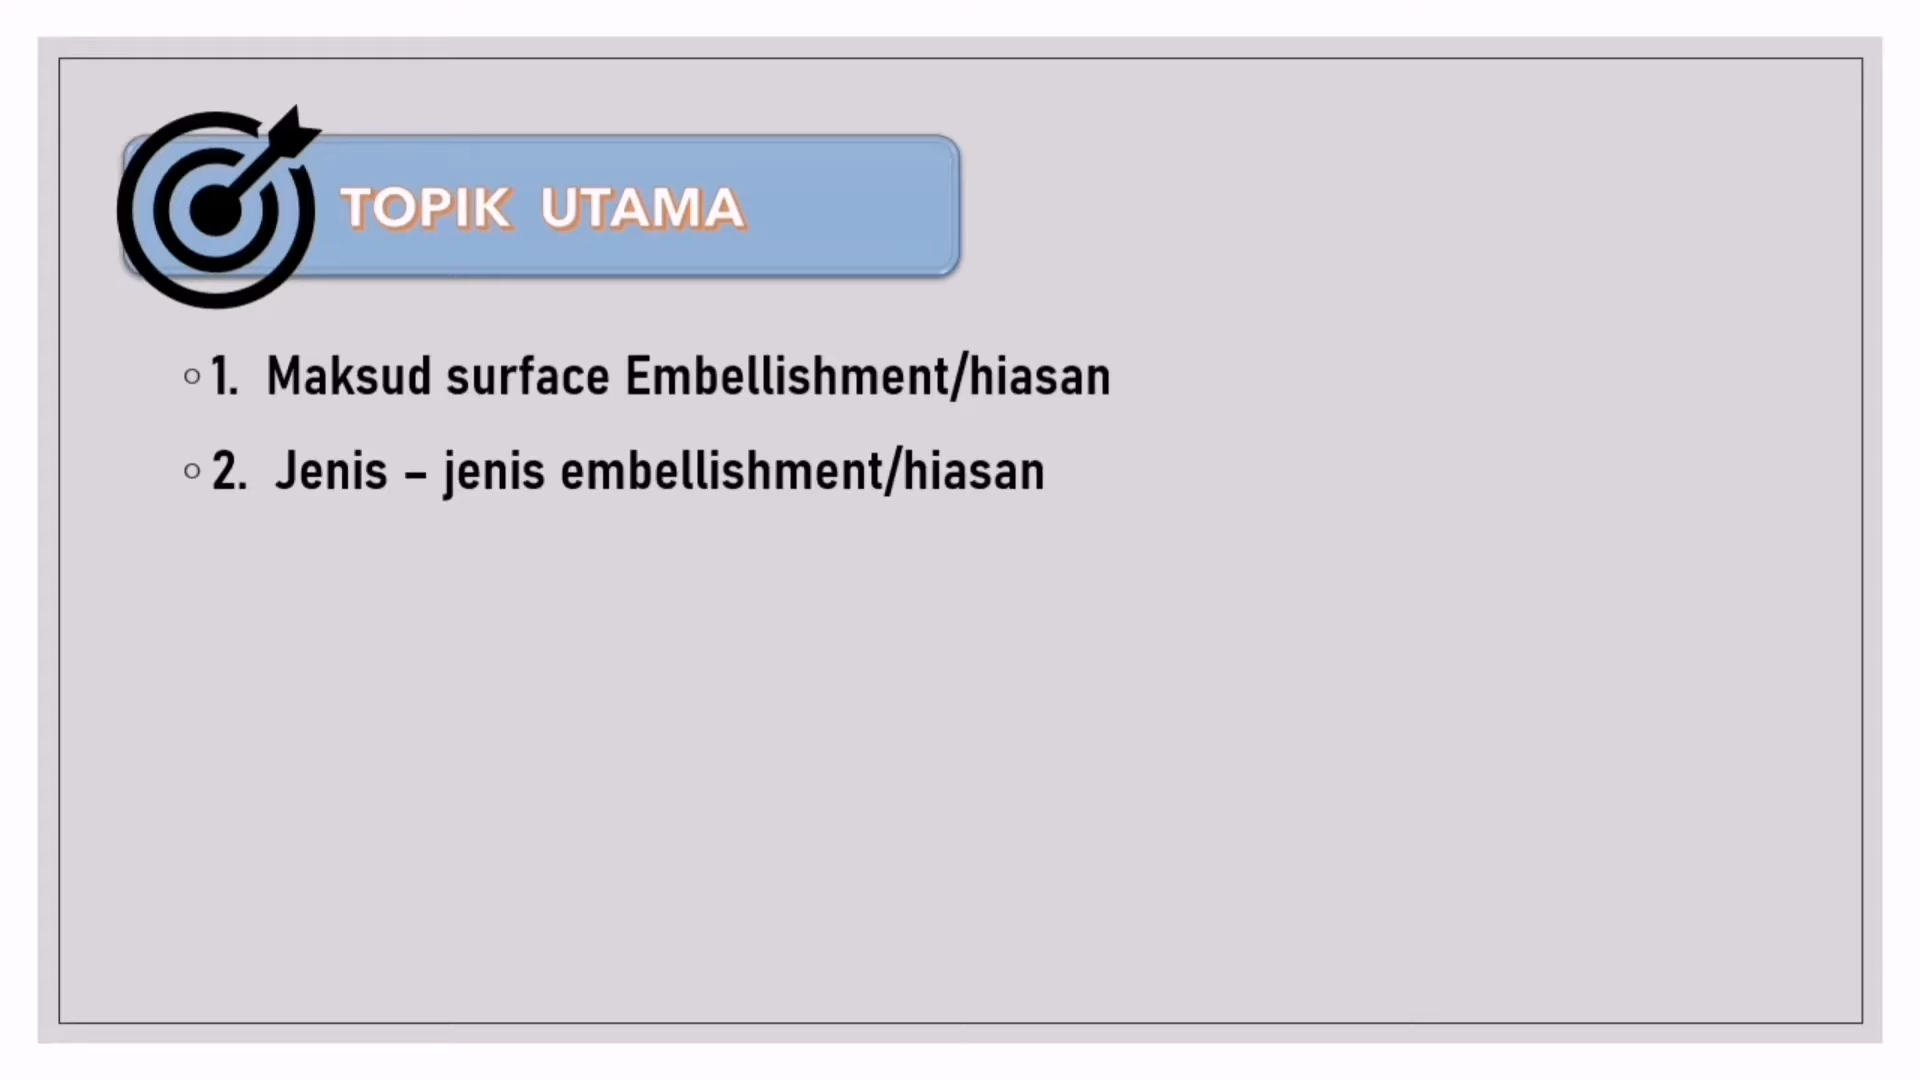 TOPIK UTAMA
1. Maksud surface Embellishment/hiasan
2. Jenis – jenis embellishment/hiasan